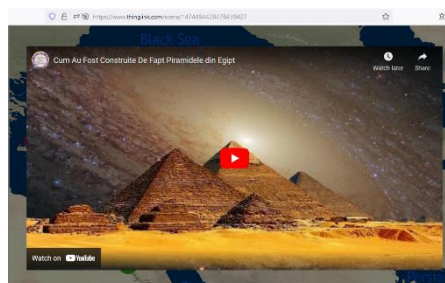 Black Sea
Cum Au Fost Construite De Fapt Piramidele din Egipt
Watch later
Share
Watch on YouTube